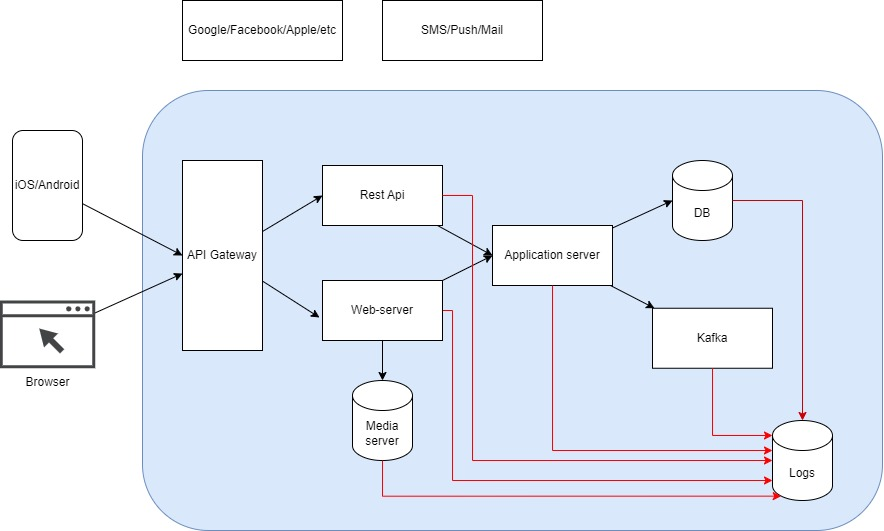 Google/Facebook/Apple/etc
SMS/Push/Mail
iOS/Android
Browser
API Gateway
Rest Api
Web-server
Media
server
Application server
DB
Kafka
Logs